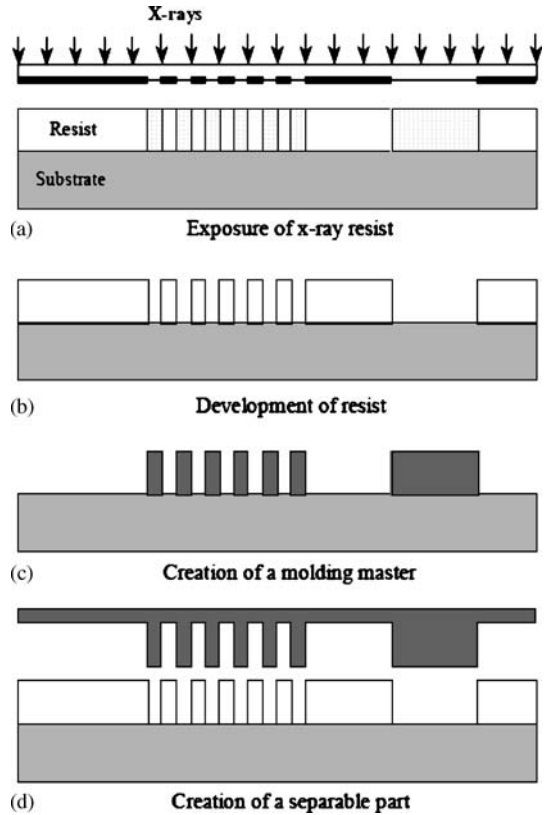 X-rays
Resist
Substrate
(a) Exposure of x-ray resist
(b) Development of resist
(c) Creation of a molding master
(d) Creation of a separable part